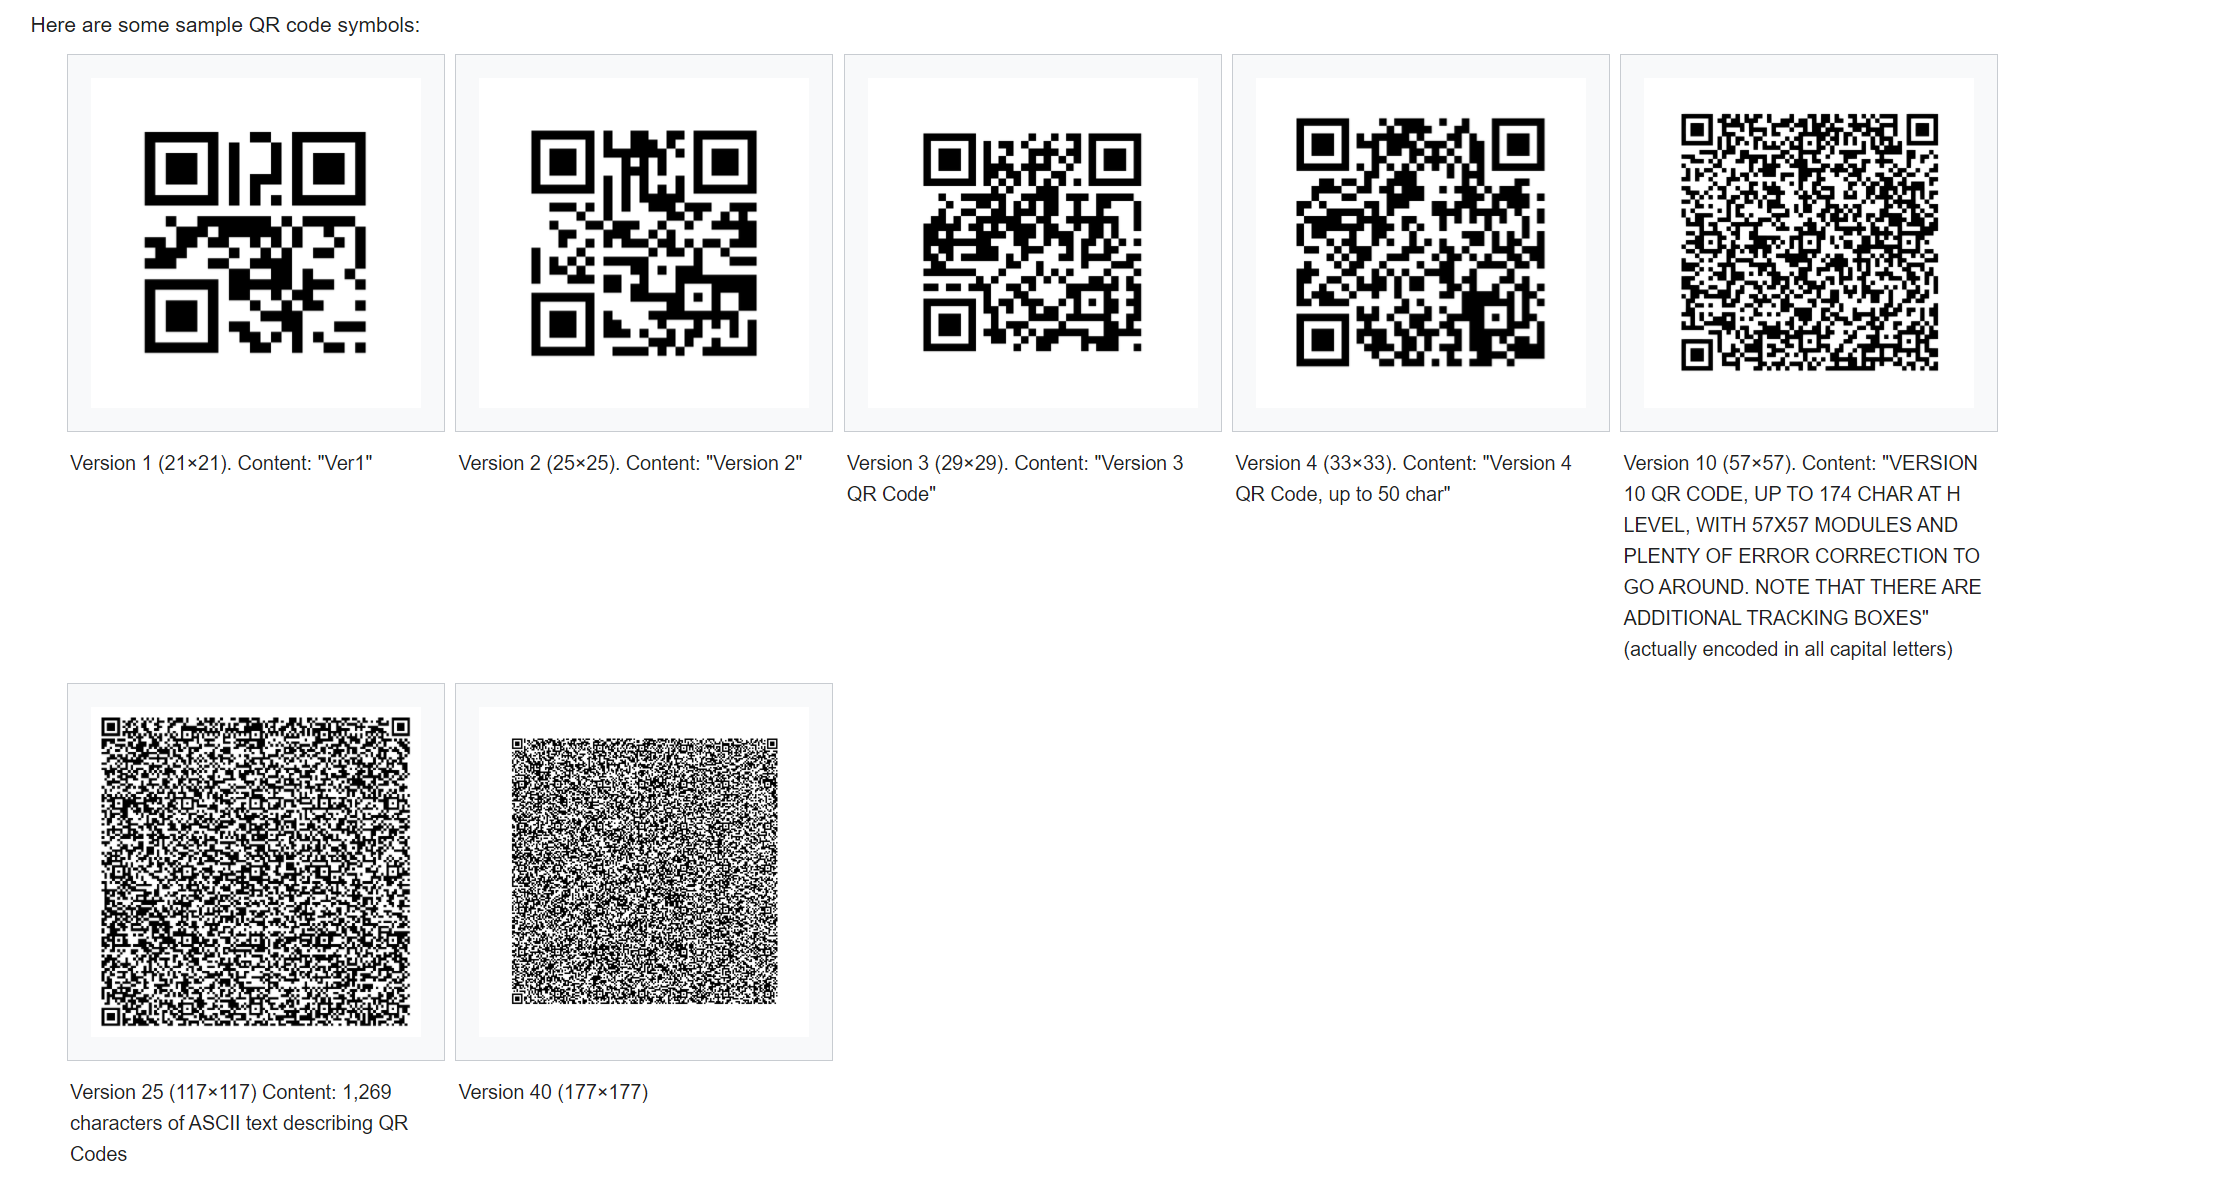 Here are some sample QR code symbols:
Version 1 (21×21). Content: "Ver1"
Version 2 (25×25). Content: "Version 2"
Version 3 (29×29). Content: "Version 3
QR Code"
Version 4 (33×33). Content: "Version 4
QR Code, up to 50 char"
Version 10 (57×57). Content: "VERSION
10 QR CODE, UP TO 174 CHAR AT H
LEVEL, WITH 57X57 MODULES AND
PLENTY OF ERROR CORRECTION TO
GO AROUND. NOTE THAT THERE ARE
ADDITIONAL TRACKING BOXES"
(actually encoded in all capital letters)
Version 25 (117×117) Content: 1,269
characters of ASCII text describing QR
Codes
Version 40 (177×177)